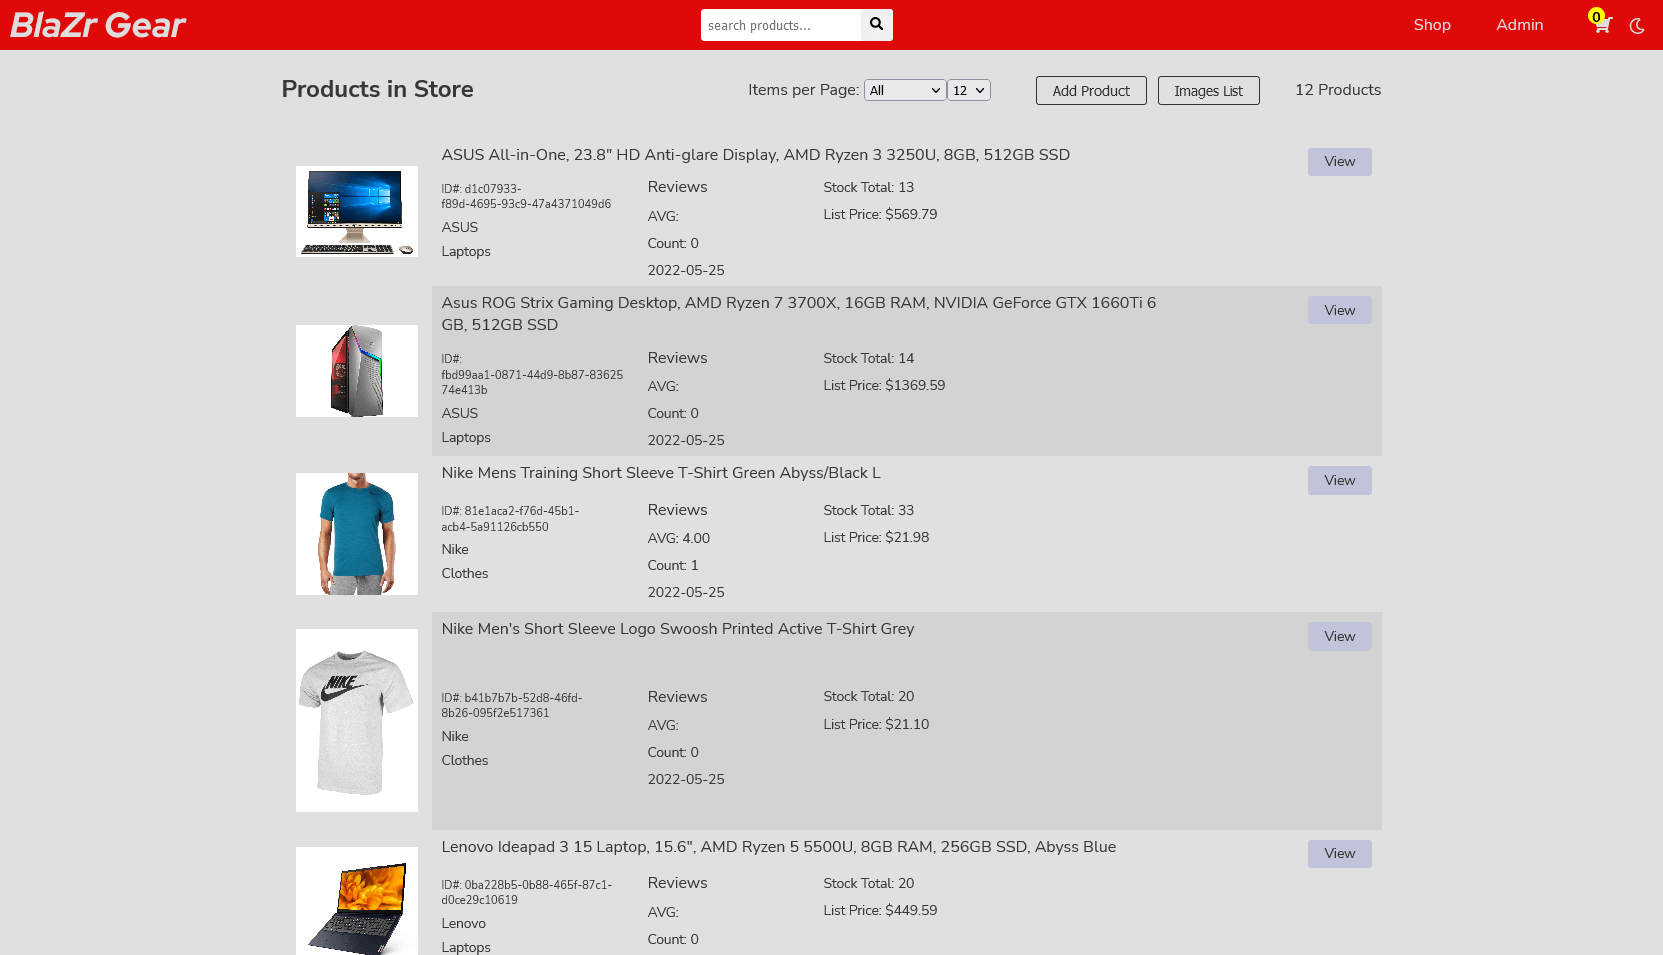 BlaZr Gear
search products...
Shop
Admin
0
Products in Store
Items per Page:
All
12
Add Product
Images List
12 Products
ASUS All-in-One, 23.8" HD Anti-glare Display, AMD Ryzen 3 3250U, 8GB, 512GB SSD
View
ID#: d1c07933-
f89d-4695-93c9-47a4371049d6
ASUS
Laptops
Reviews
AVG:
Count: 0
2022-05-25
Stock Total: 13
List Price: $569.79
Asus ROG Strix Gaming Desktop, AMD Ryzen 7 3700X, 16GB RAM, NVIDIA GeForce GTX 1660Ti 6
GB, 512GB SSD
View
ID#:
fbd99aa1-0871-44d9-8b87-83625
74e413b
ASUS
Laptops
Reviews
AVG:
Count: 0
2022-05-25
Stock Total: 14
List Price: $1369.59
Nike Mens Training Short Sleeve T-Shirt Green Abyss/Black L
View
ID#: 81e1aca2-f76d-45b1-
acb4-5a91126cb550
Nike
Clothes
Reviews
AVG: 4.00
Count: 1
2022-05-25
Stock Total: 33
List Price: $21.98
Nike Men's Short Sleeve Logo Swoosh Printed Active T-Shirt Grey
View
NIKE
ID#: b41b7b7b-52d8-46fd-
8b26-095f2e517361
Nike
Clothes
Reviews
AVG:
Count: 0
2022-05-25
Stock Total: 20
List Price: $21.10
Lenovo Ideapad 3 15 Laptop, 15.6", AMD Ryzen 5 5500U, 8GB RAM, 256GB SSD, Abyss Blue
View
ID#: 0ba228b5-0b88-465f-87c1-
d0ce29c10619
Lenovo
Laptops
Reviews
AVG:
Count: 0
Stock Total: 20
List Price: $449.59